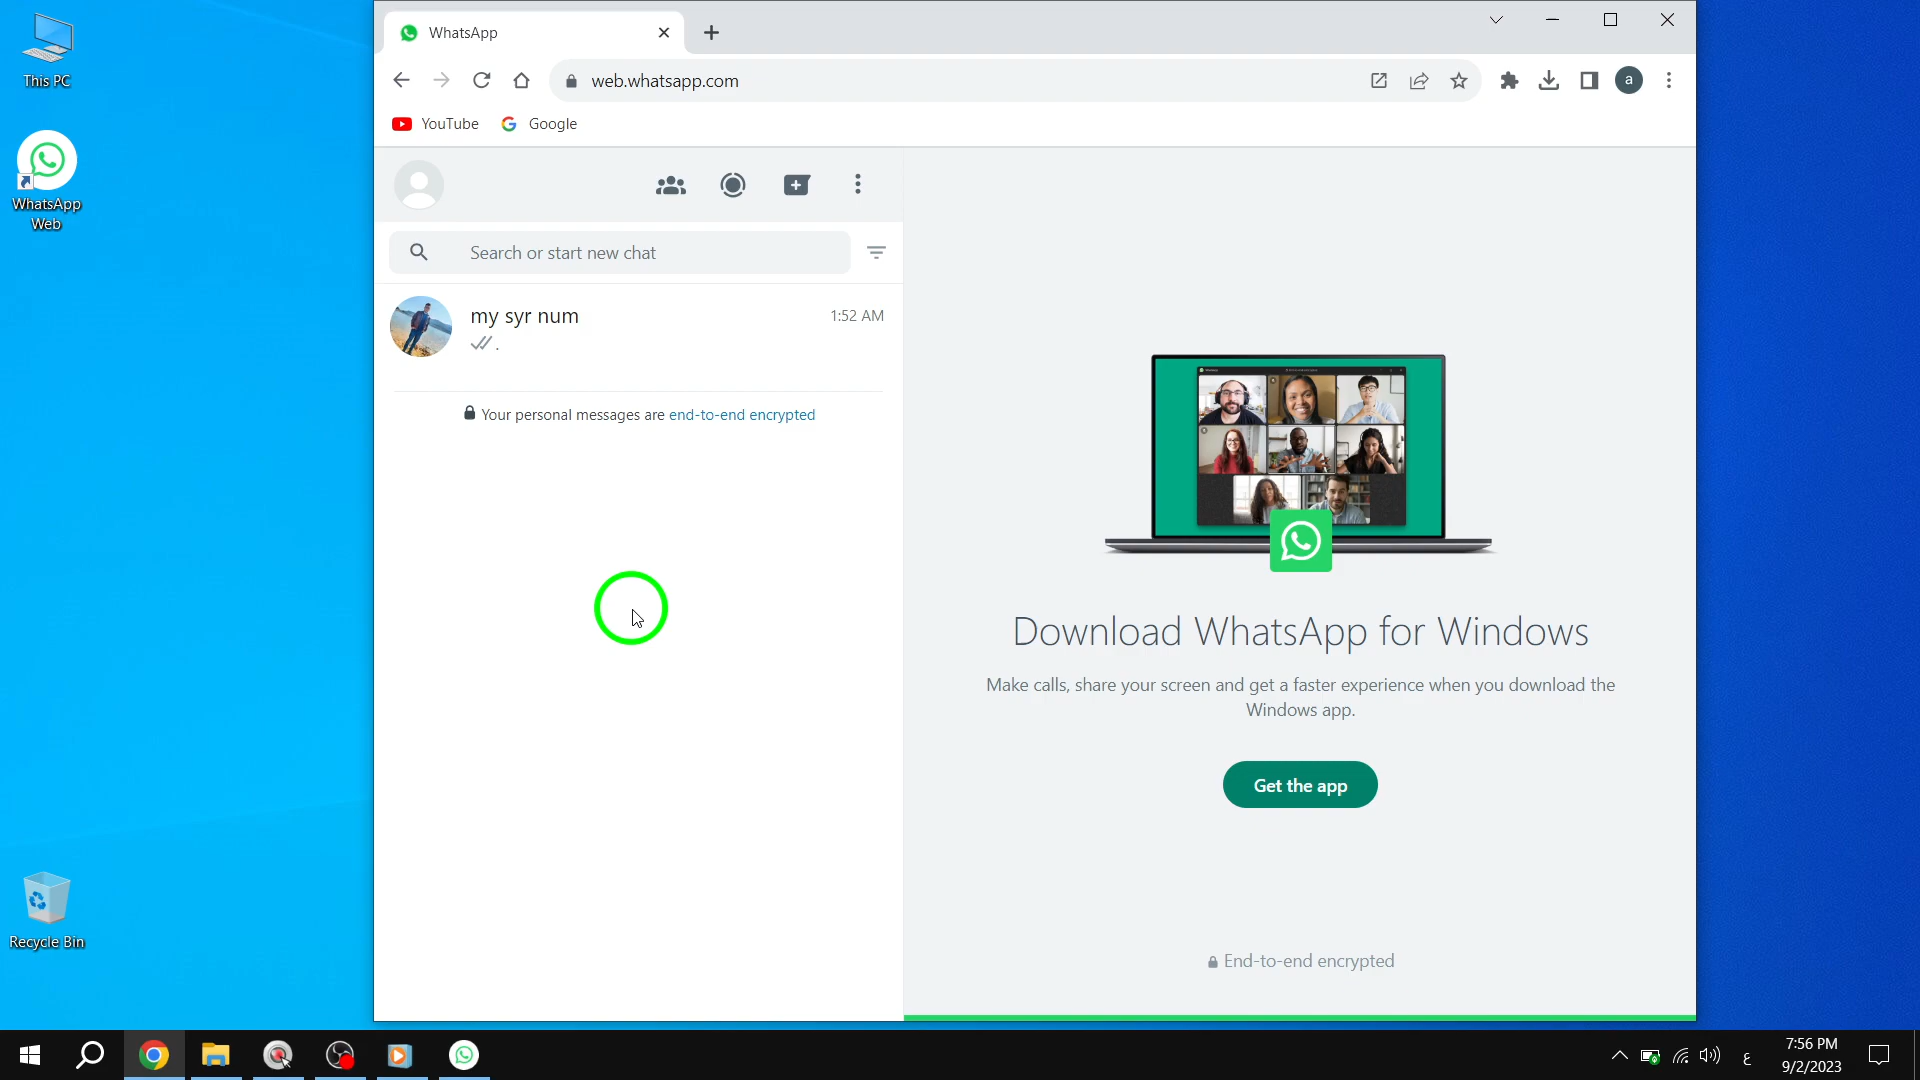 This PC
WhatsApp
Web
Recycle Bin
WhatsApp
web.whatsapp.com
a
YouTube
Google
Search or start new chat
my syr num
1:52 AM
.
Your personal messages are end-to-end encrypted
Download WhatsApp for Windows
Make calls, share your screen and get a faster experience when you download the
Windows app.
Get the app
End-to-end encrypted
ع
7:56 PM
9/2/2023